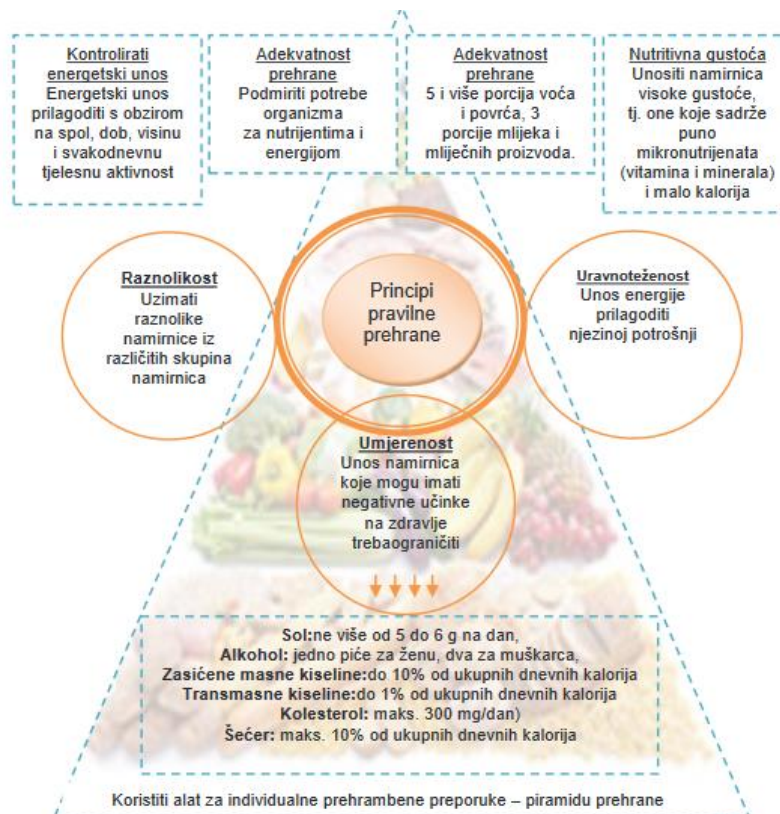 Kontrolirati
energetski unos
Energetski unos
prilagoditi s obzirom
na spol, dob, visinu
i svakodnevnu
tjelesnu aktivnost
Adekvatnost
prehrane
Podmiriti potrebe
organizma
za nutrijentima i
energijom
Adekvatnost
prehrane
5 i više porcija voća
i povrća, 3
porcije mlijeka i
mliječnih proizvoda.
Nutritivna gustoća
Unositi namirnica
visoke gustoće,
tj. one koje sadrže
puno
mikronutrijenata
(vitamina i minerala)
i malo kalorija
Raznolikost
Uzimati
raznolike
namirnice iz
različitih skupina
namirnica
Principi
pravilne
prehrane
Uravnoteženost
Unos energije
prilagoditi
njezinoj potrošnji
Umjerenost
Unos namirnica
koje mogu imati
negativne učinke
na zdravlje
trebaograničiti
Sol:ne više od 5 do 6 g na dan,
Alkohol: jedno piće za ženu, dva za muškarca,
Zasićene masne kiseline:do 10% od ukupnih dnevnih kalorija
Transmasne kiseline:do 1% od ukupnih dnevnih kalorija
Kolesterol: maks. 300 mg/dan)
Šećer: maks. 10% od ukupnih dnevnih kalorija
Koristiti alat za individualne prehrambene preporuke – piramidu prehrane